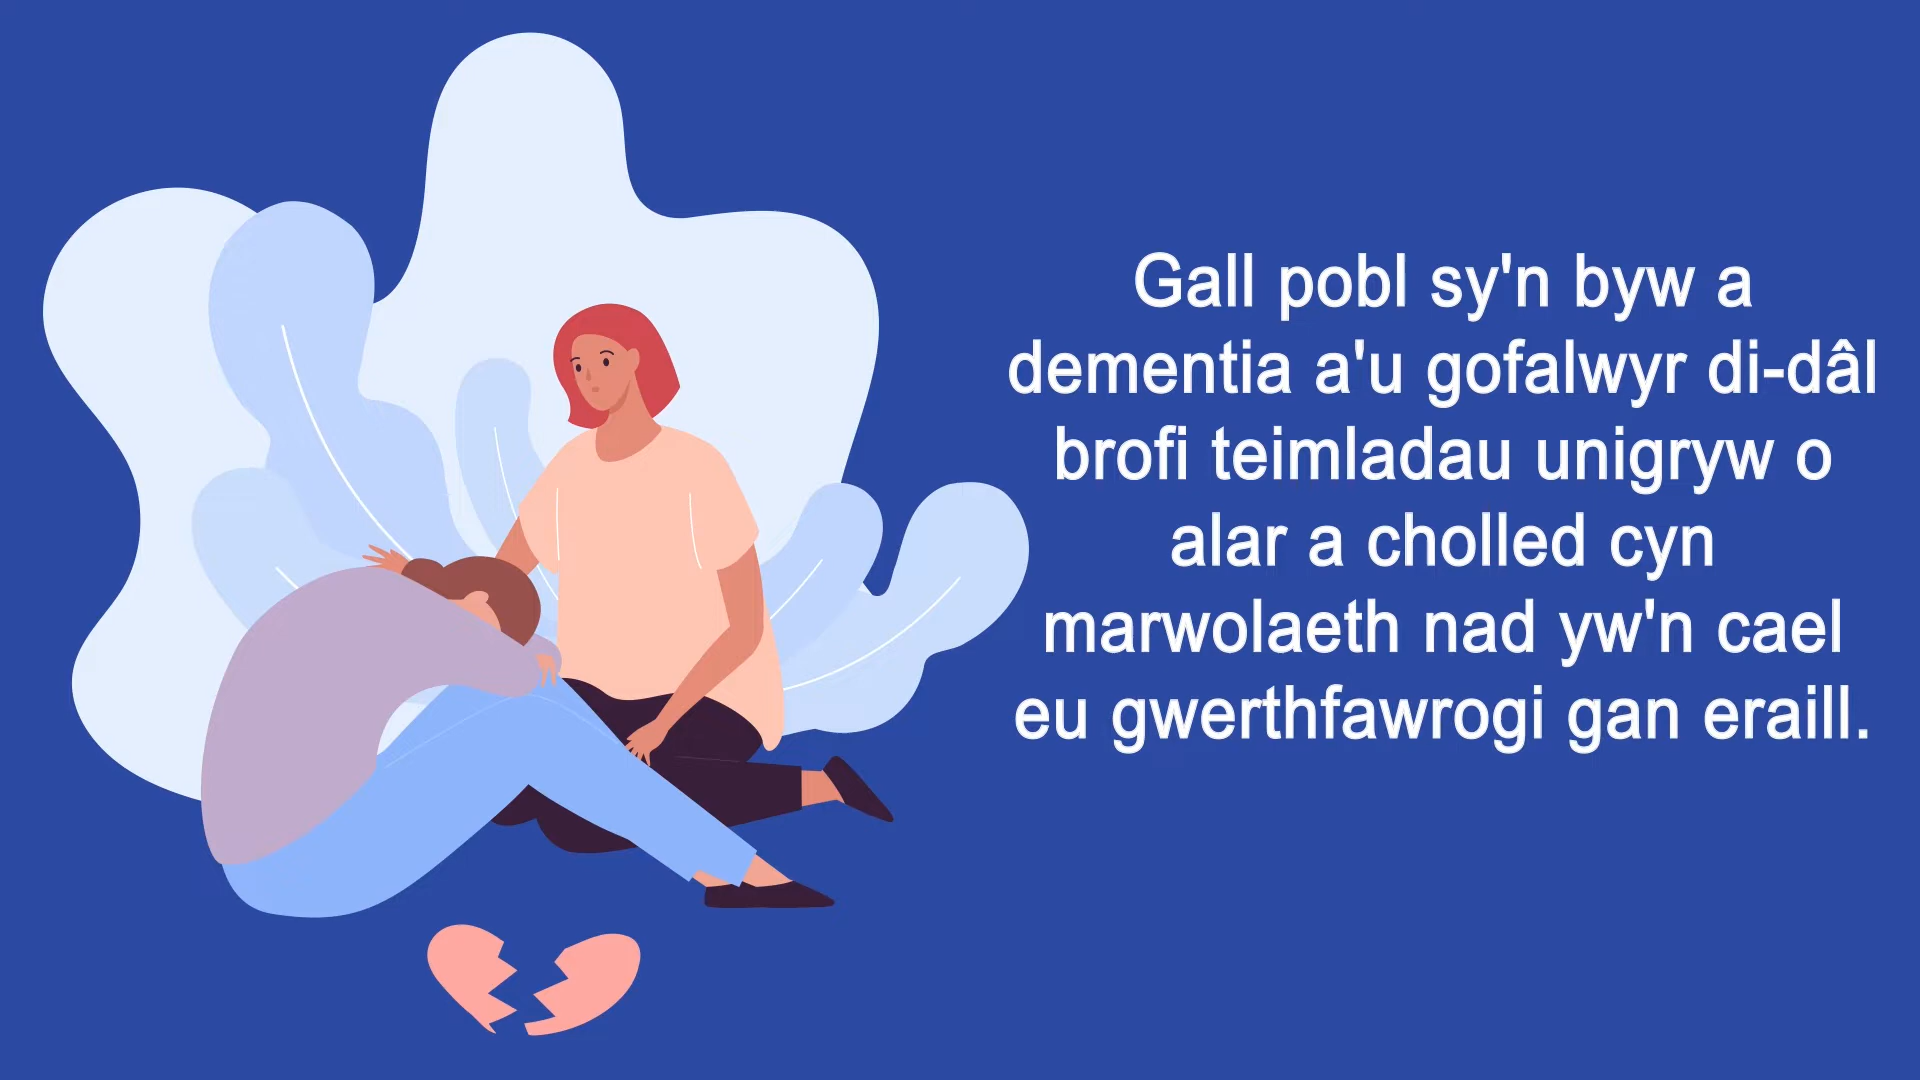 Gall pobl sy'n byw a
dementia a'u gofalwyr di-dâl
brofi teimladau unigryw o
alar a cholled cyn
marwolaeth nad yw'n cael
eu gwerthfawrogi gan eraill.